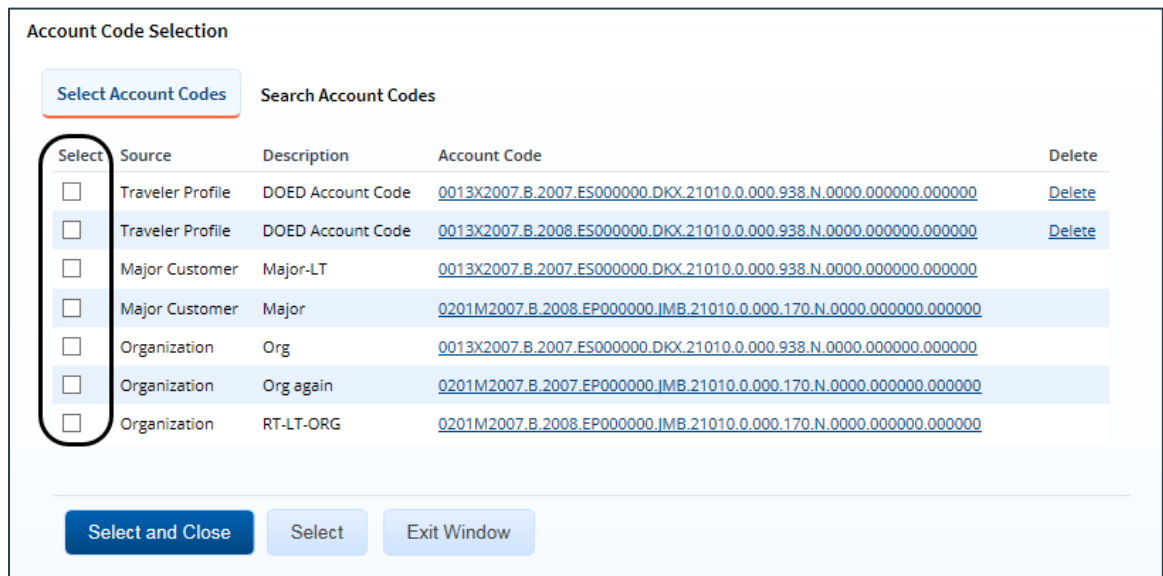 Account Code Selection
Select Account Codes Search Account Codes
Select Source Description Account Code Delete
Traveler Profile DOED Account Code 0013X2007.B.2007.ES000000.DKX.21010.0.000.938.N.0000.000000.000000 Delete
Traveler Profile DOED Account Code 0013X2007.B.2008.ES000000.DKX.21010.0.000.938.N.0000.000000.000000 Delete
Major Customer Major-LT 0013X2007.B.2007.ES000000.DKX.21010.0.000.938.N.0000.000000.000000
Major Customer Major 0201M2007.B.2008.EP000000.JMB.21010.0.000.170.N.0000.000000.000000
Organization Org 0013X2007.B.2007.ES000000.DKX.21010.0.000.938.N.0000.000000.000000
Organization Org again 0201M2007.B.2007.EP000000.JMB.21010.0.000.170.N.0000.000000.000000
Organization RT-LT-ORG 0201M2007.B.2008.EP000000.JMB.21010.0.000.170.N.0000.000000.000000
Select and Close Select Exit Window